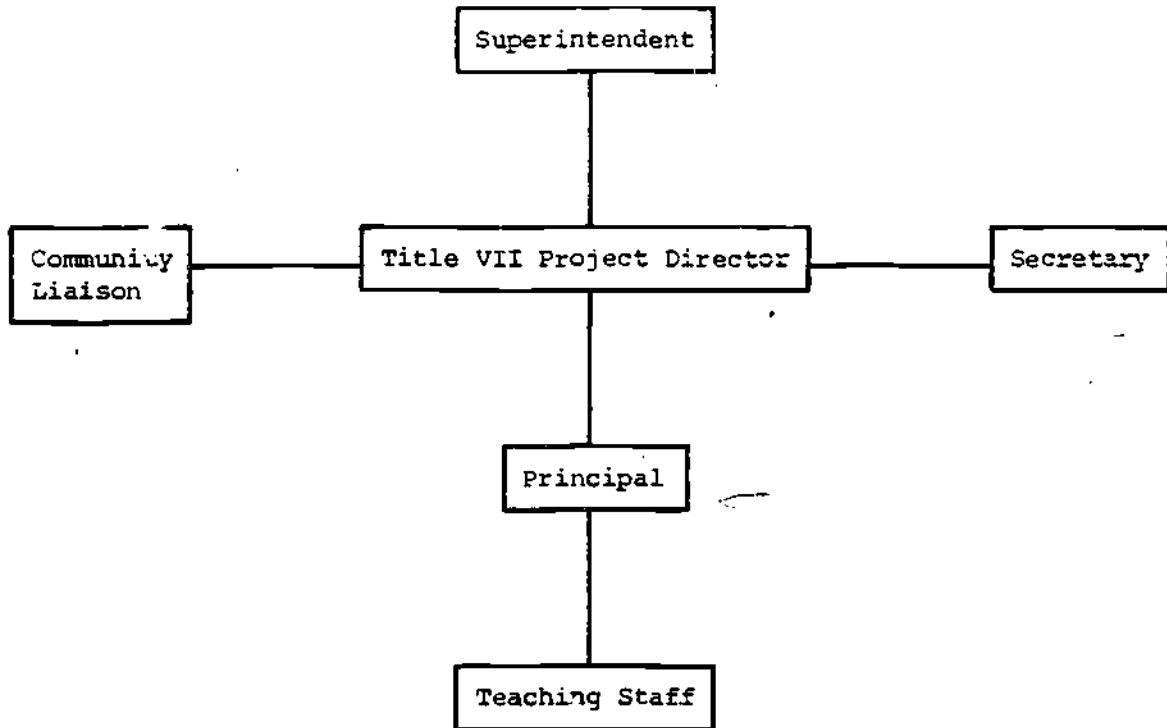 Superintendent
Community
Liaison
Title VII Project Director
Secretary
Principal
Teaching Staff